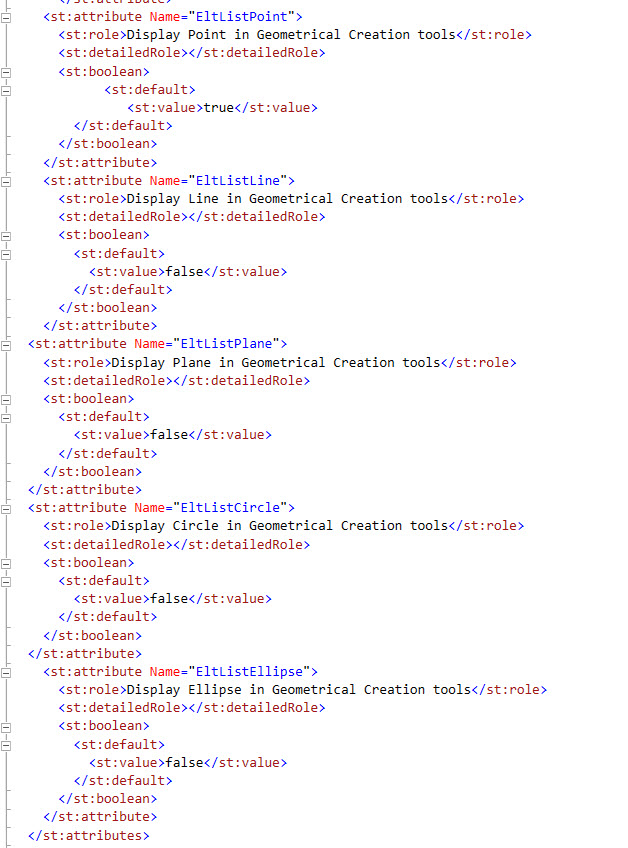 </st:attribute>
<st:attribute Name="EltListPoint">
<st:role>Display Point in Geometrical Creation tools</st:role>
<st:detailedRole></st:detailedRole>
<st:boolean>
<st:default>
<st:value>true</st:value>
</st:default>
</st:boolean>
</st:attribute>
<st:attribute Name="EltListLine">
<st:role>Display Line in Geometrical Creation tools</st:role>
<st:detailedRole></st:detailedRole>
<st:boolean>
<st:default>
<st:value>false</st:value>
</st:default>
</st:boolean>
</st:attribute>
<st:attribute Name="EltListPlane">
<st:role>Display Plane in Geometrical Creation tools</st:role>
<st:detailedRole></st:detailedRole>
<st:boolean>
<st:default>
<st:value>false</st:value>
</st:default>
</st:boolean>
</st:attribute>
<st:attribute Name="EltListCircle">
<st:role>Display Circle in Geometrical Creation tools</st:role>
<st:detailedRole></st:detailedRole>
<st:boolean>
<st:default>
<st:value>false</st:value>
</st:default>
</st:boolean>
</st:attribute>
<st:attribute Name="EltListEllipse">
<st:role>Display Ellipse in Geometrical Creation tools</st:role>
<st:detailedRole></st:detailedRole>
<st:boolean>
<st:default>
<st:value>false</st:value>
</st:default>
</st:boolean>
</st:attribute>
</st:attributes>